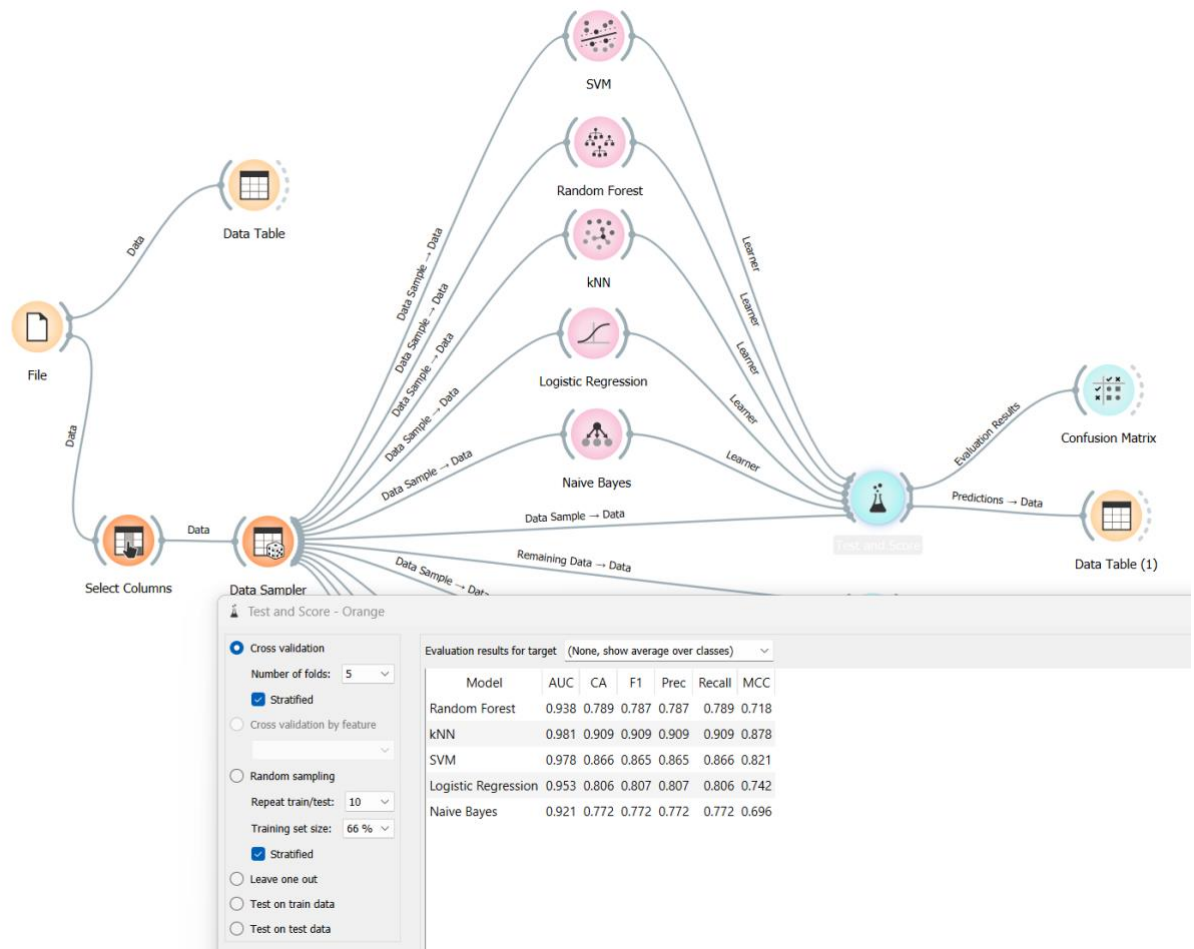 SVM
Random Forest
kNN
Logistic Regression
Naive Bayes
Data Table
File
Select Columns
Data Sampler
Data
Data
Data
Data Sample → Data
Data Sample → Data
Data Sample → Data
Data Sample → Data
Data Sample → Data
Data Sample → Data
Remaining Data → Data
Data Sample → Data
Learner
Learner
Learner
Learner
Learner
Test and Score
Evaluation Results
Predictions → Data
Confusion Matrix
Data Table (1)
Test and Score - Orange
Cross validation
Number of folds: 5
Stratified
Cross validation by feature
Random sampling
Repeat train/test: 10
Training set size: 66 %
Stratified
Leave one out
Test on train data
Test on test data
Evaluation results for target (None, show average over classes)
Model AUC CA F1 Prec Recall MCC
Random Forest 0.938 0.789 0.787 0.787 0.789 0.718
kNN 0.981 0.909 0.909 0.909 0.909 0.878
SVM 0.978 0.866 0.865 0.865 0.866 0.821
Logistic Regression 0.953 0.806 0.807 0.807 0.806 0.742
Naive Bayes 0.921 0.772 0.772 0.772 0.772 0.696